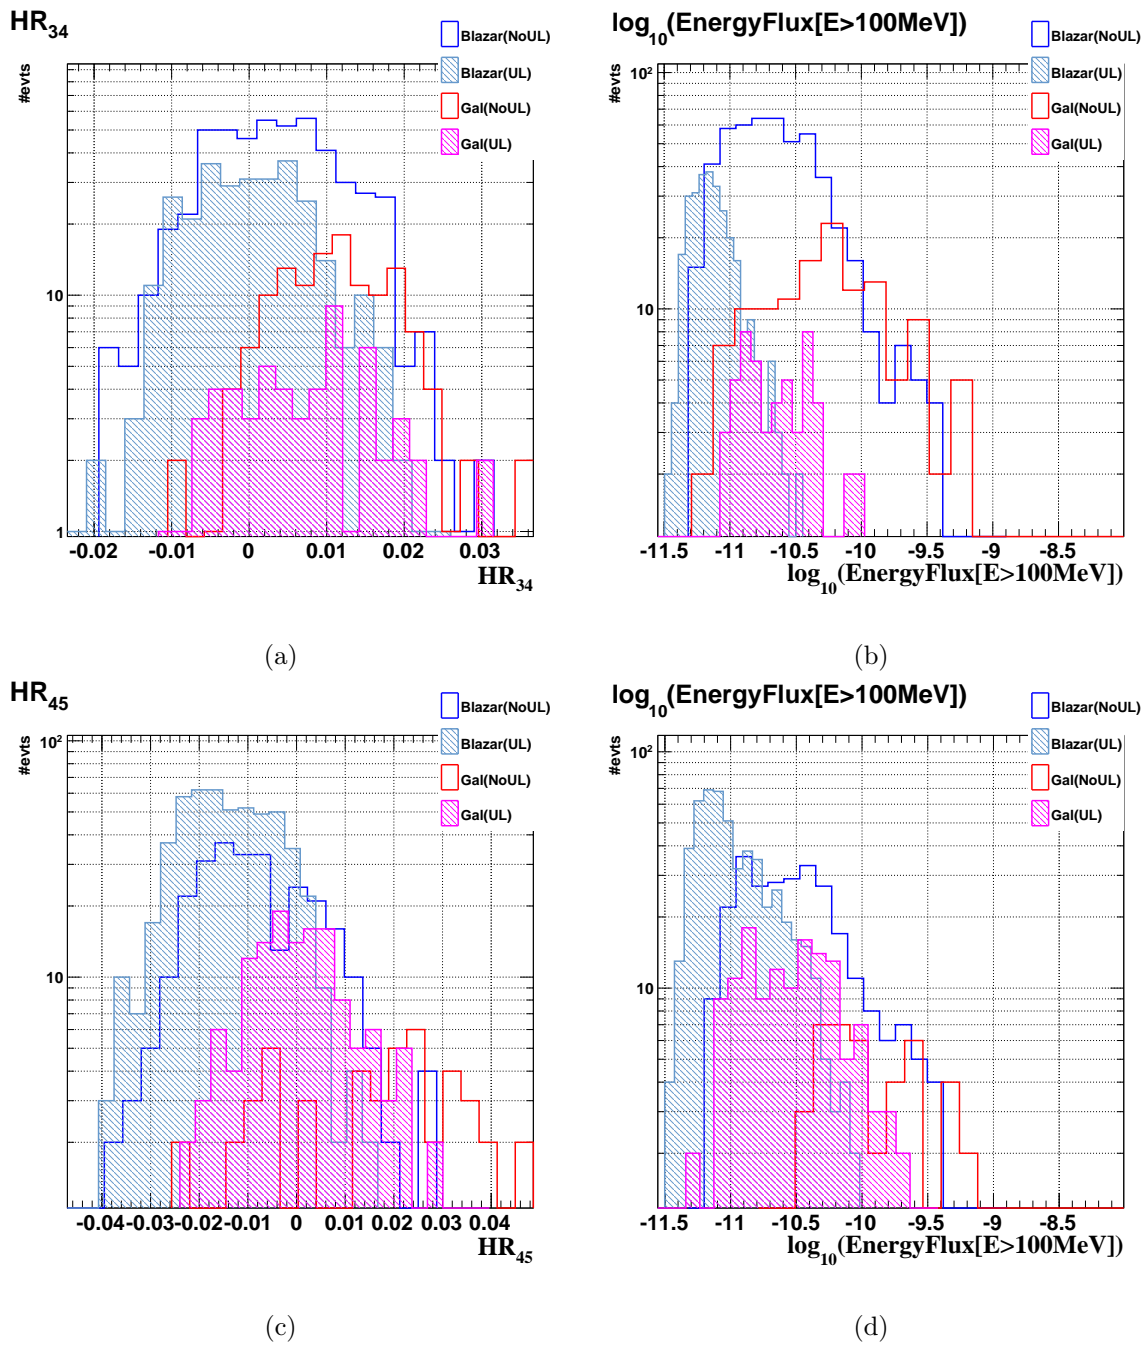 HR34
Blazar(NoUL)
Blazar(UL)
Gal(NoUL)
Gal(UL)
#evts
10
1
-0.02 -0.01 0 0.01 0.02 0.03
HR34
(a)
log10(EnergyFlux[E>100MeV])
Blazar(NoUL)
Blazar(UL)
Gal(NoUL)
Gal(UL)
#evts
10²
10
-11.5 -11 -10.5 -10 -9.5 -9 -8.5
log10(EnergyFlux[E>100MeV])
(b)
HR45
Blazar(NoUL)
Blazar(UL)
Gal(NoUL)
Gal(UL)
#evts
10²
10
-0.04 -0.03 -0.02 -0.01 0 0.01 0.02 0.03 0.04
HR45
(c)
log10(EnergyFlux[E>100MeV])
Blazar(NoUL)
Blazar(UL)
Gal(NoUL)
Gal(UL)
#evts
10²
10
-11.5 -11 -10.5 -10 -9.5 -9 -8.5
log10(EnergyFlux[E>100MeV])
(d)